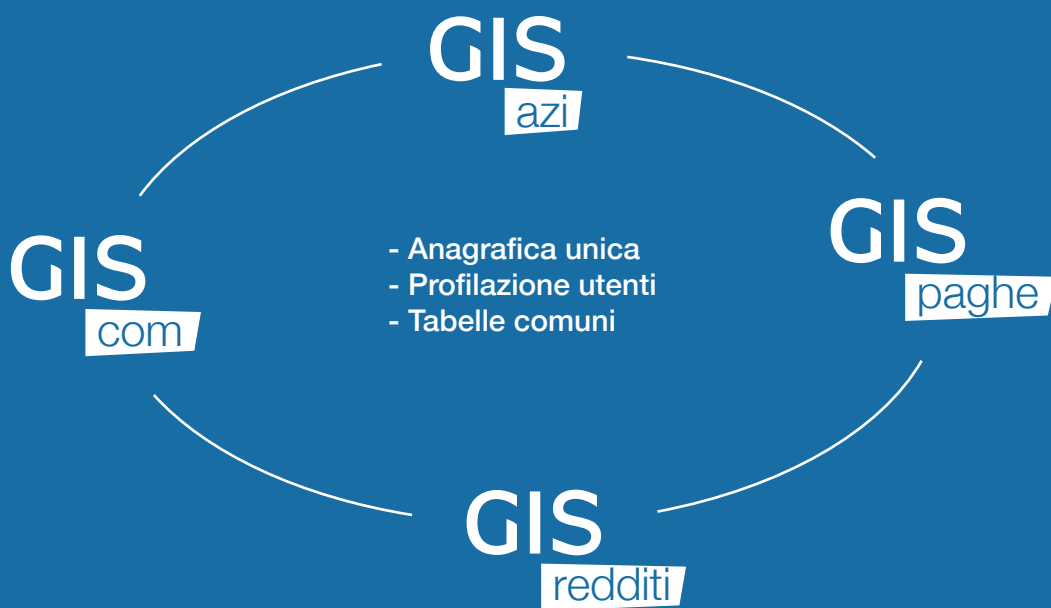 GIS
azi
GIS
paghe
GIS
com
- Anagrafica unica
- Profilazione utenti
- Tabelle comuni
GIS
redditi